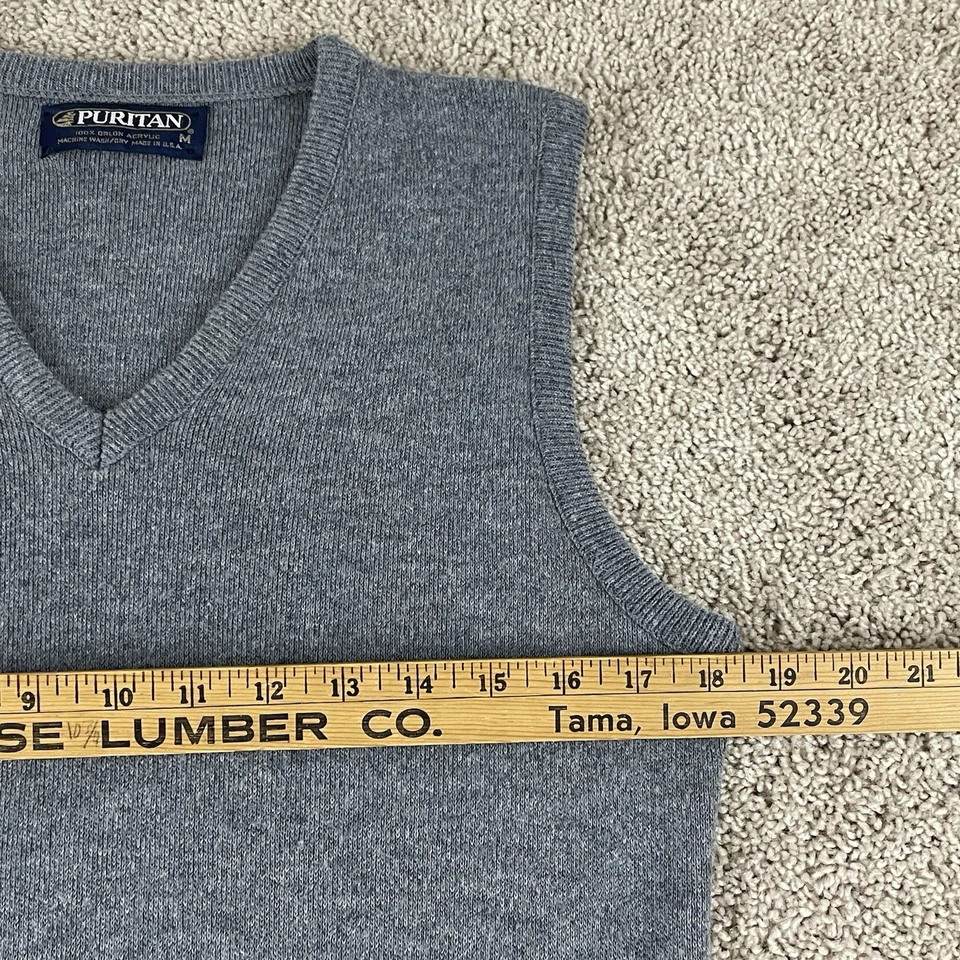 PURITAN®
100% ORLON ACRYLIC M
MACHINE WASH/DRY MADE IN U.S.A.
9 10 11 12 13 14 15 16 17 18 19 20 21
SE LUMBER CO. Tama, Iowa 52339